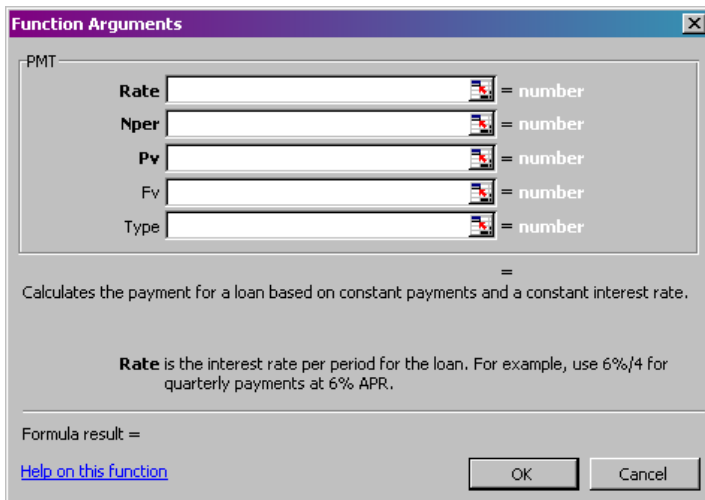 Function Arguments
PMT
Rate = number
Nper = number
Pv = number
Fv = number
Type = number
=
Calculates the payment for a loan based on constant payments and a constant interest rate.
Rate is the interest rate per period for the loan. For example, use 6%/4 for
quarterly payments at 6% APR.
Formula result =
Help on this function
OK
Cancel